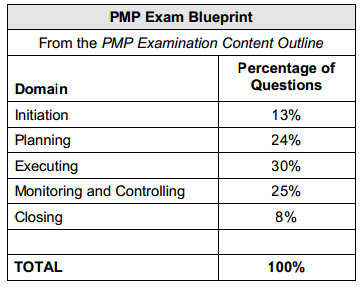 PMP Exam Blueprint
From the PMP Examination Content Outline
Domain Percentage of Questions
Initiation 13%
Planning 24%
Executing 30%
Monitoring and Controlling 25%
Closing 8%
TOTAL 100%